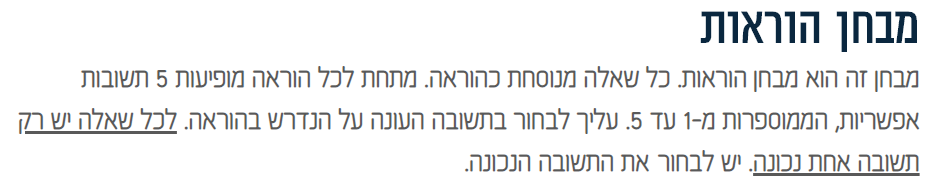 מבחן הוראות
מבחן זה הוא מבחן הוראות. כל שאלה מנוסחת כהוראה. מתחת לכל הוראה מופיעות 5 תשובות
אפשריות, הממוספרות מ-1 עד 5. עליך לבחור בתשובה העונה על הנדרש בהוראה. לכל שאלה יש רק
תשובה אחת נכונה. יש לבחור את התשובה הנכונה.